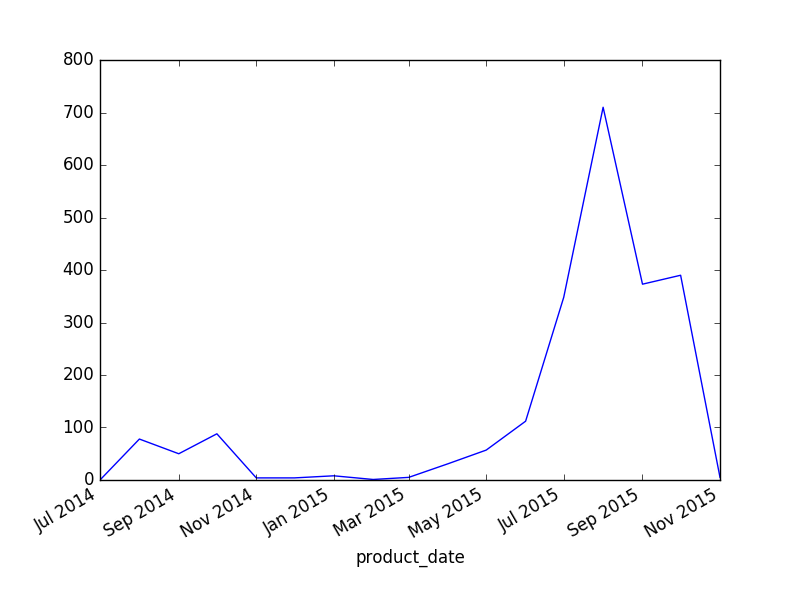 800
700
600
500
400
300
200
100
0
Jul 2014
Sep 2014
Nov 2014
Jan 2015
Mar 2015
May 2015
Jul 2015
Sep 2015
Nov 2015
product_date